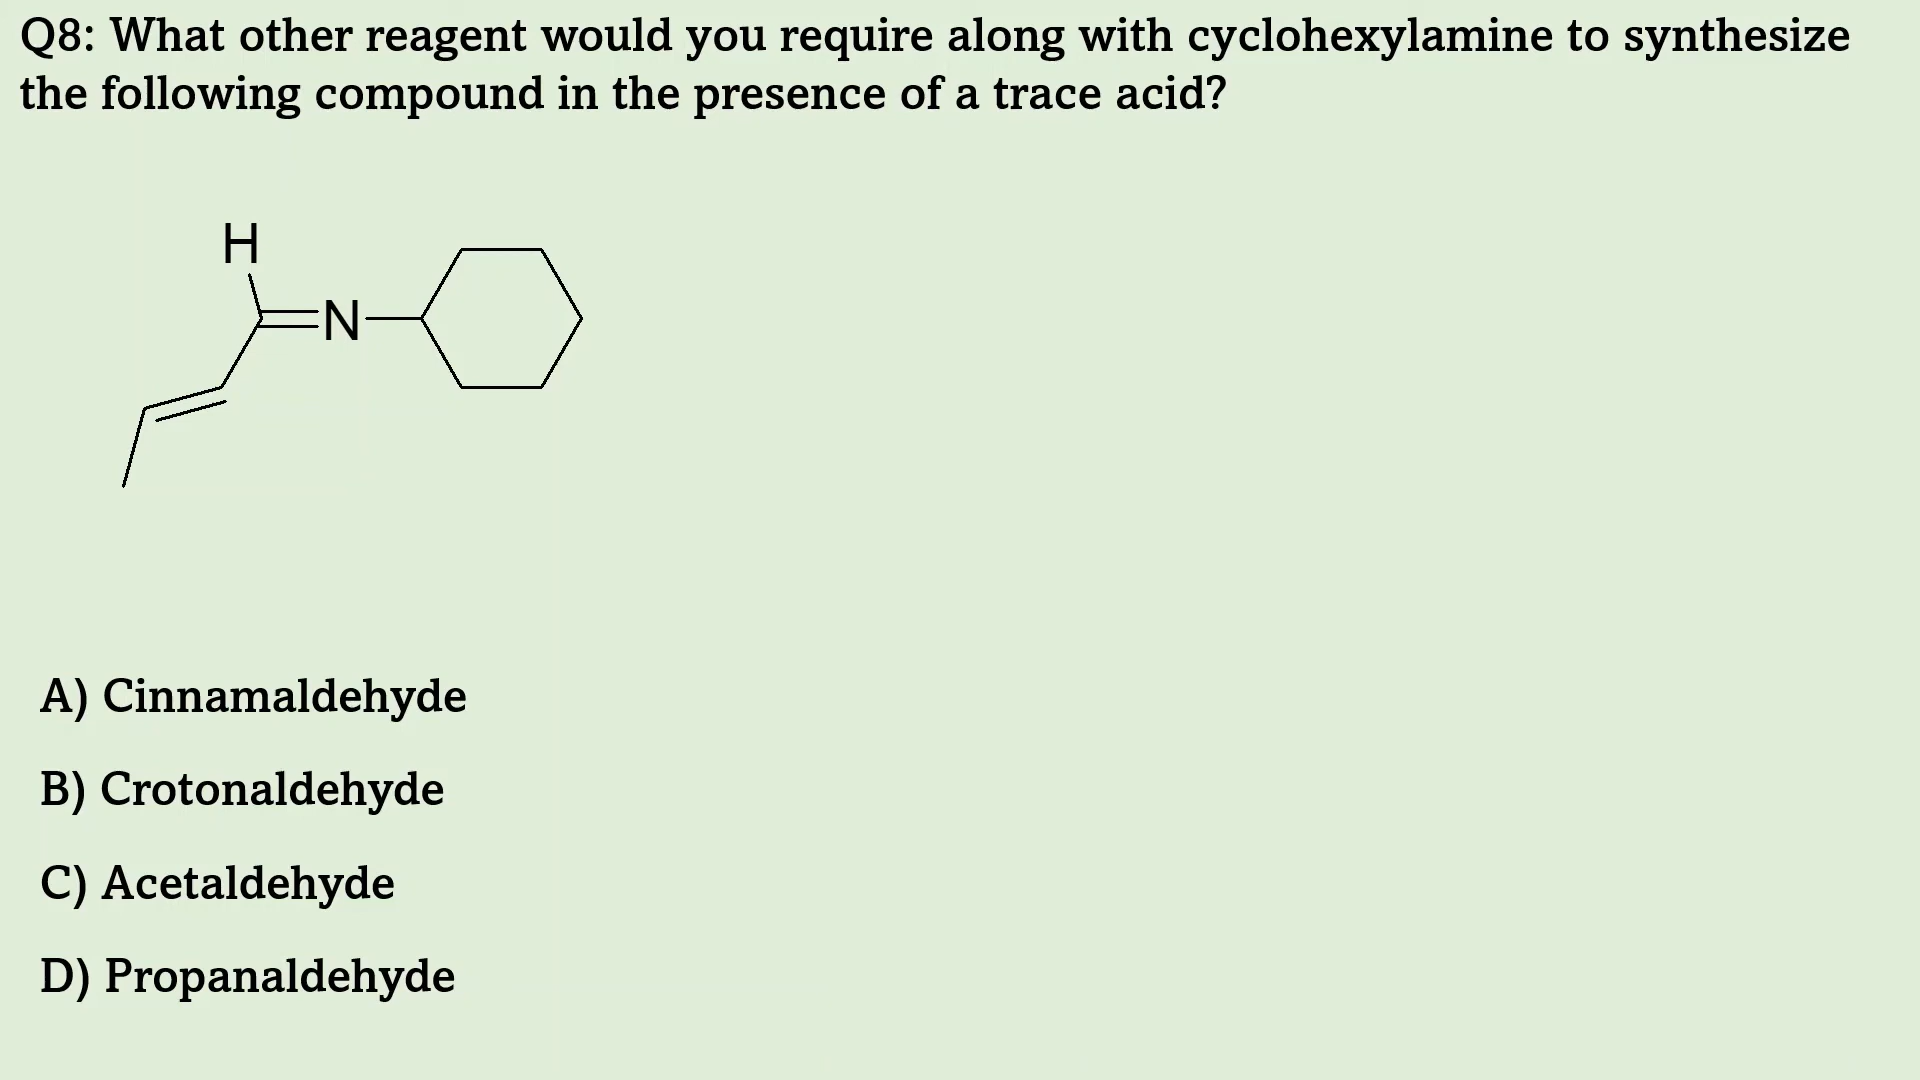 Q8: What other reagent would you require along with cyclohexylamine to synthesize
the following compound in the presence of a trace acid?
H
N
A) Cinnamaldehyde
B) Crotonaldehyde
C) Acetaldehyde
D) Propanaldehyde